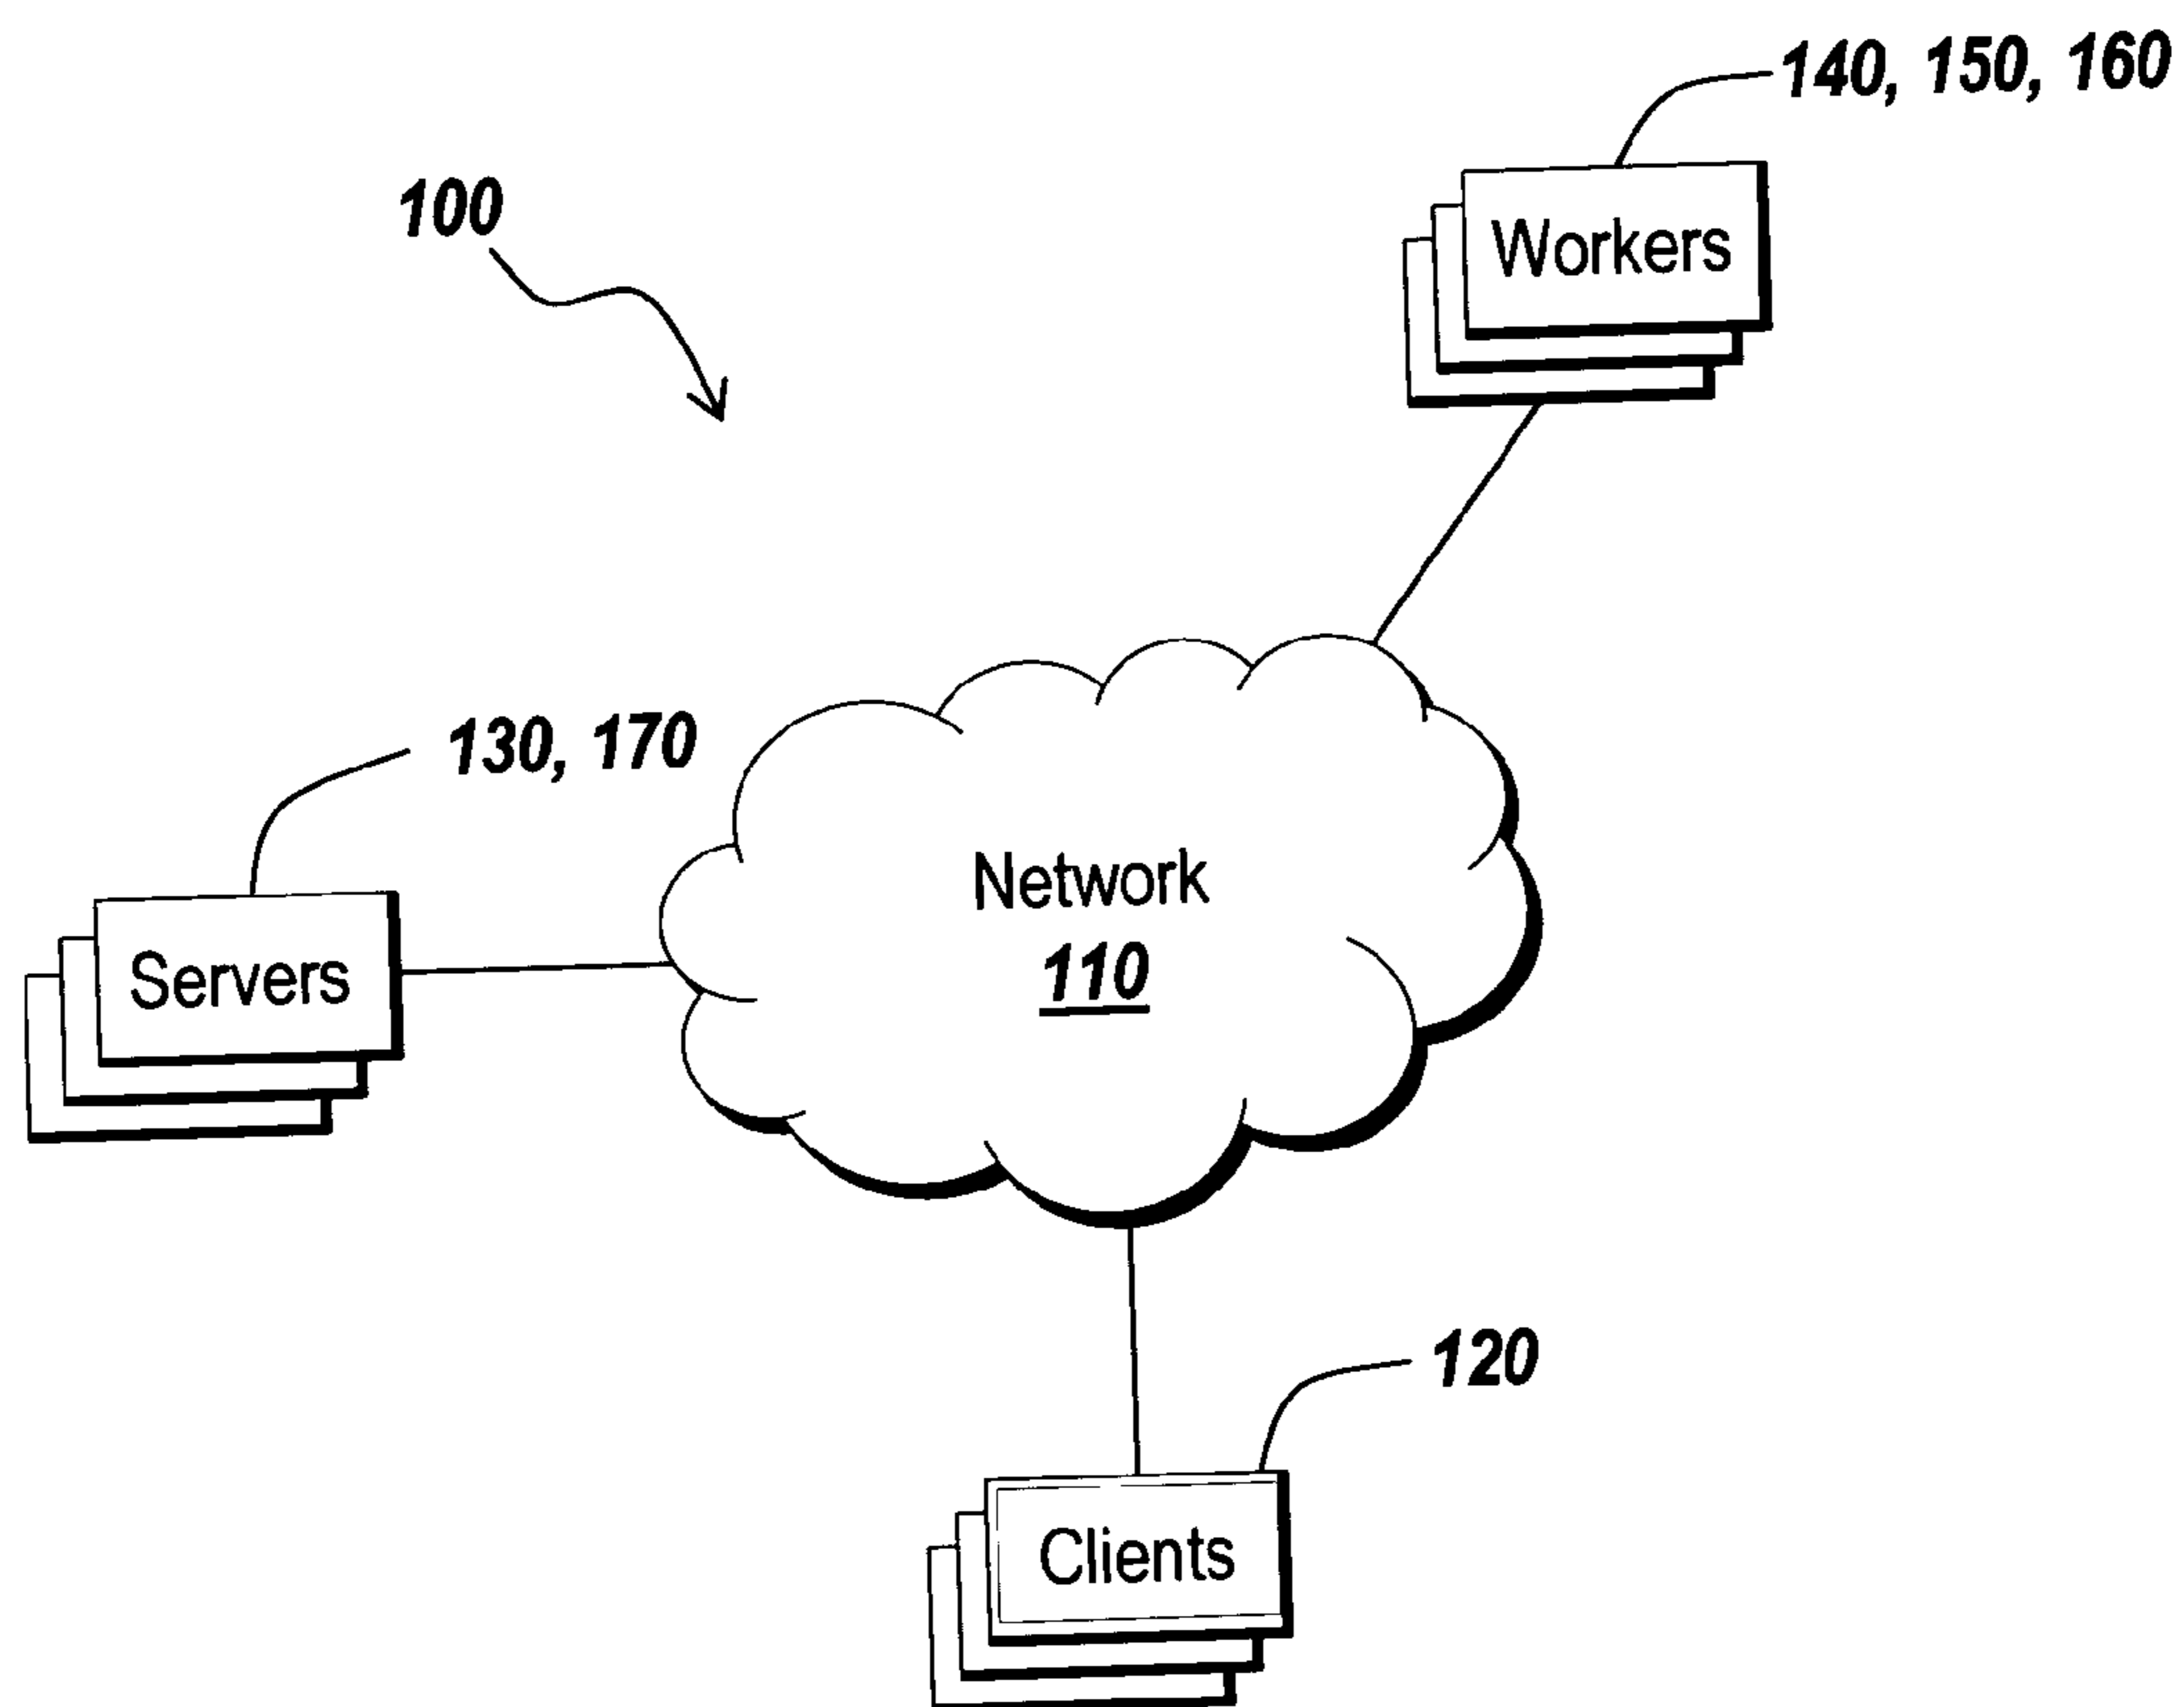 140, 150, 160
100
Workers
130, 170
Network
110
Servers
120
Clients